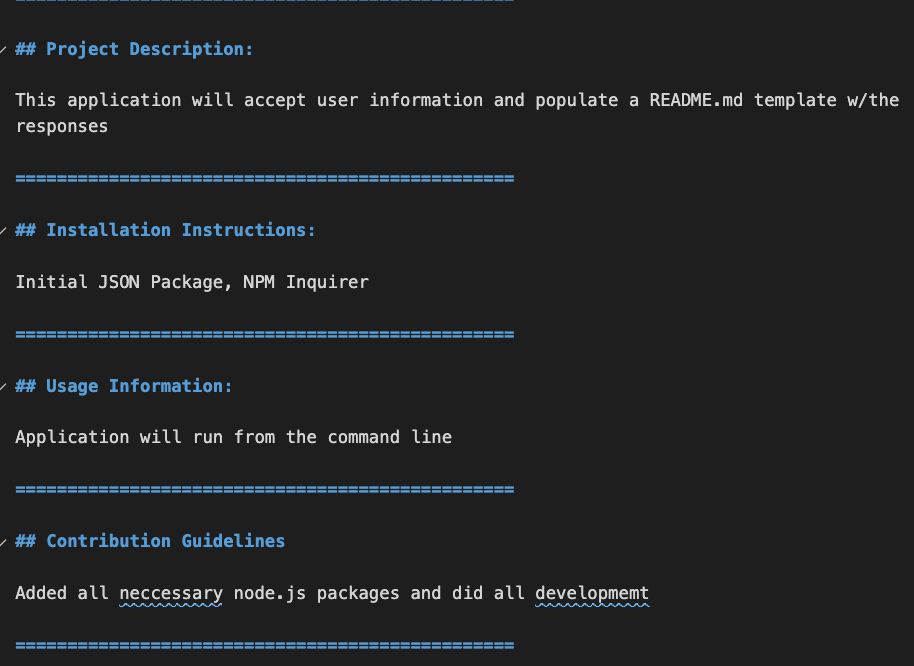 ================================================
## Project Description:
This application will accept user information and populate a README.md template w/the
responses
================================================
## Installation Instructions:
Initial JSON Package, NPM Inquirer
================================================
## Usage Information:
Application will run from the command line
================================================
## Contribution Guidelines
Added all neccessary node.js packages and did all developmemt
================================================